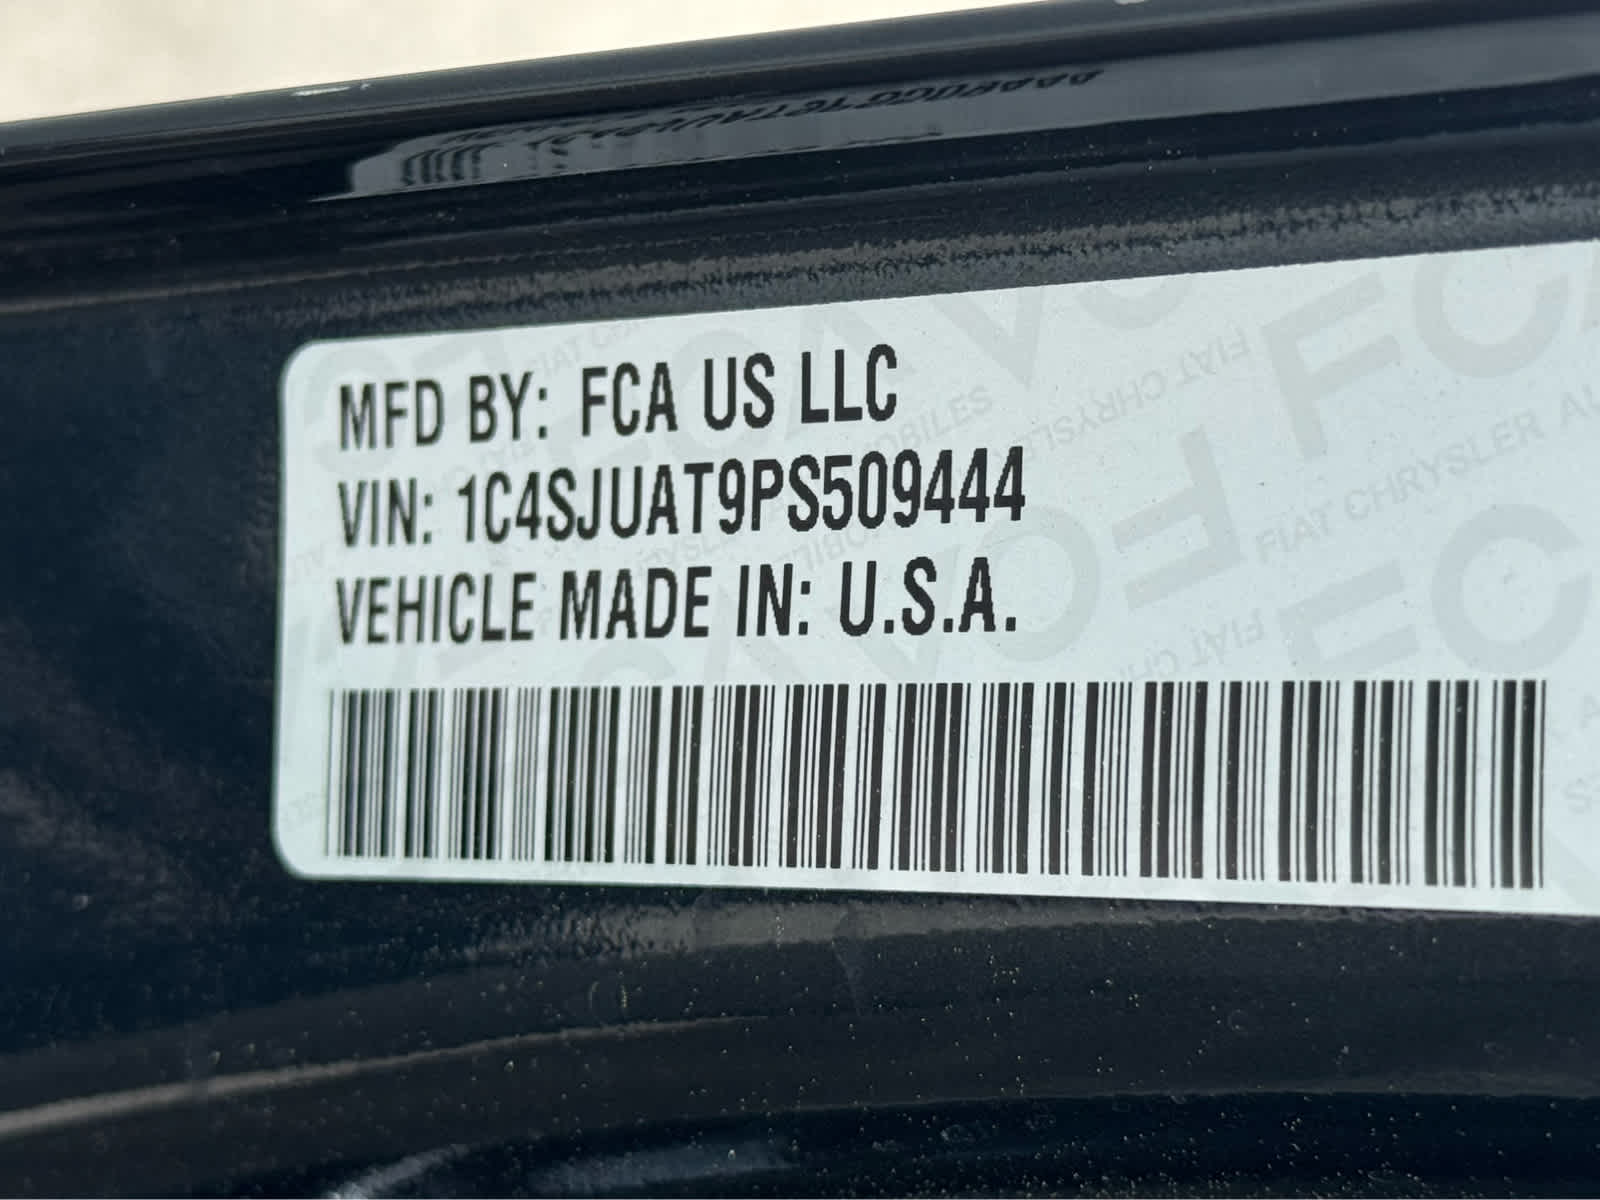 MFD BY: FCA US LLC
VIN: 1C4SJUAT9PS509444
VEHICLE MADE IN: U.S.A.